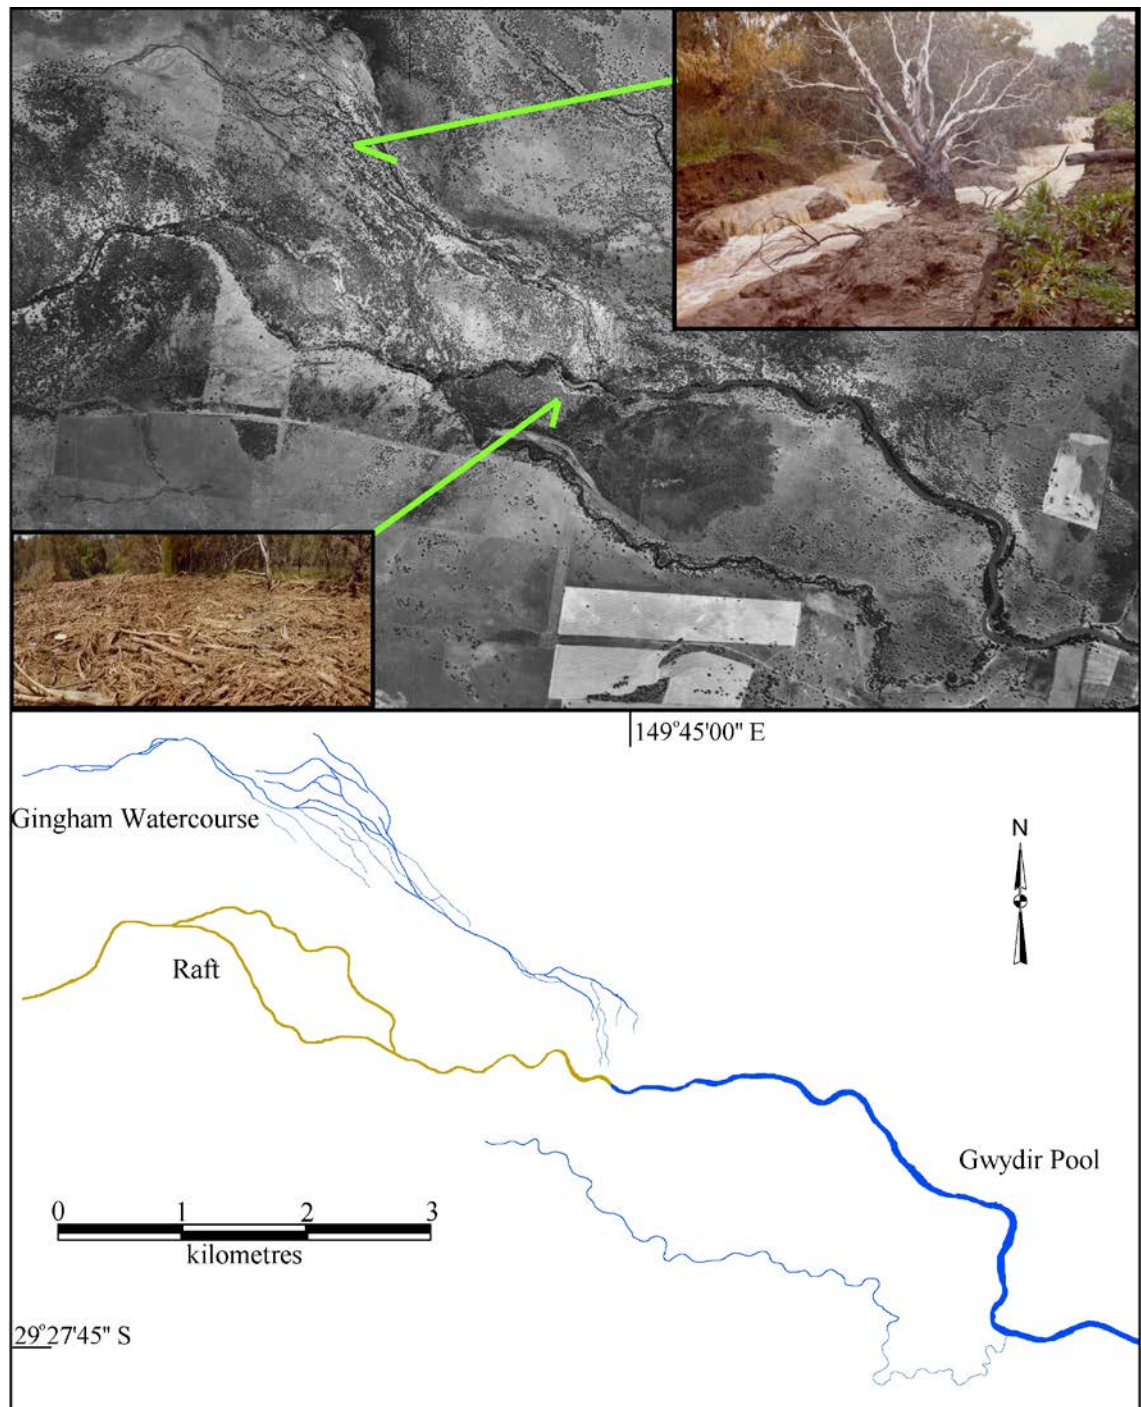 149°45'00" E
Gingham Watercourse
N
Raft
Gwydir Pool
0 1 2 3
kilometres
29°27'45" S